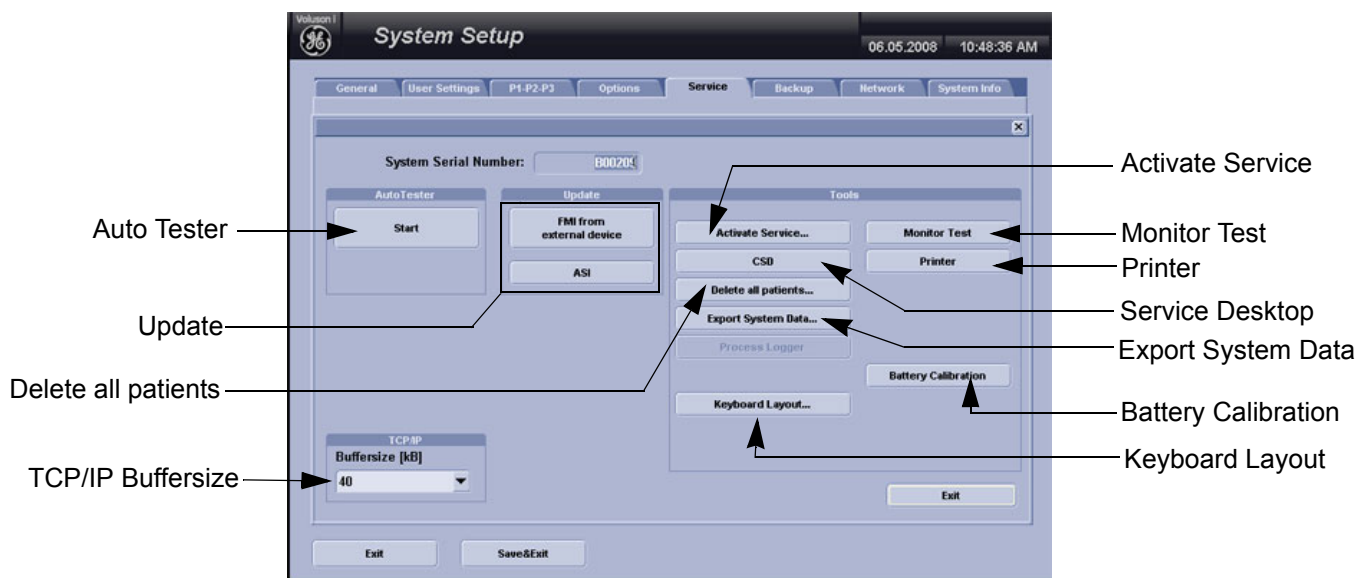 Voluson i
System Setup
06.05.2008 10:48:36 AM
General User Settings P1-P2-P3 Options Service Backup Network System Info
System Serial Number: B00209
AutoTester
Start
Update
FMI from
external device
ASI
Tools
Activate Service...
CSD
Delete all patients...
Export System Data...
Process Logger
Keyboard Layout...
Monitor Test
Printer
Battery Calibration
TCP/IP
Buffersize [kB]
40
Exit
Exit Save&Exit
Auto Tester
Update
Delete all patients
TCP/IP Buffersize
Activate Service
Monitor Test
Printer
Service Desktop
Export System Data
Battery Calibration
Keyboard Layout